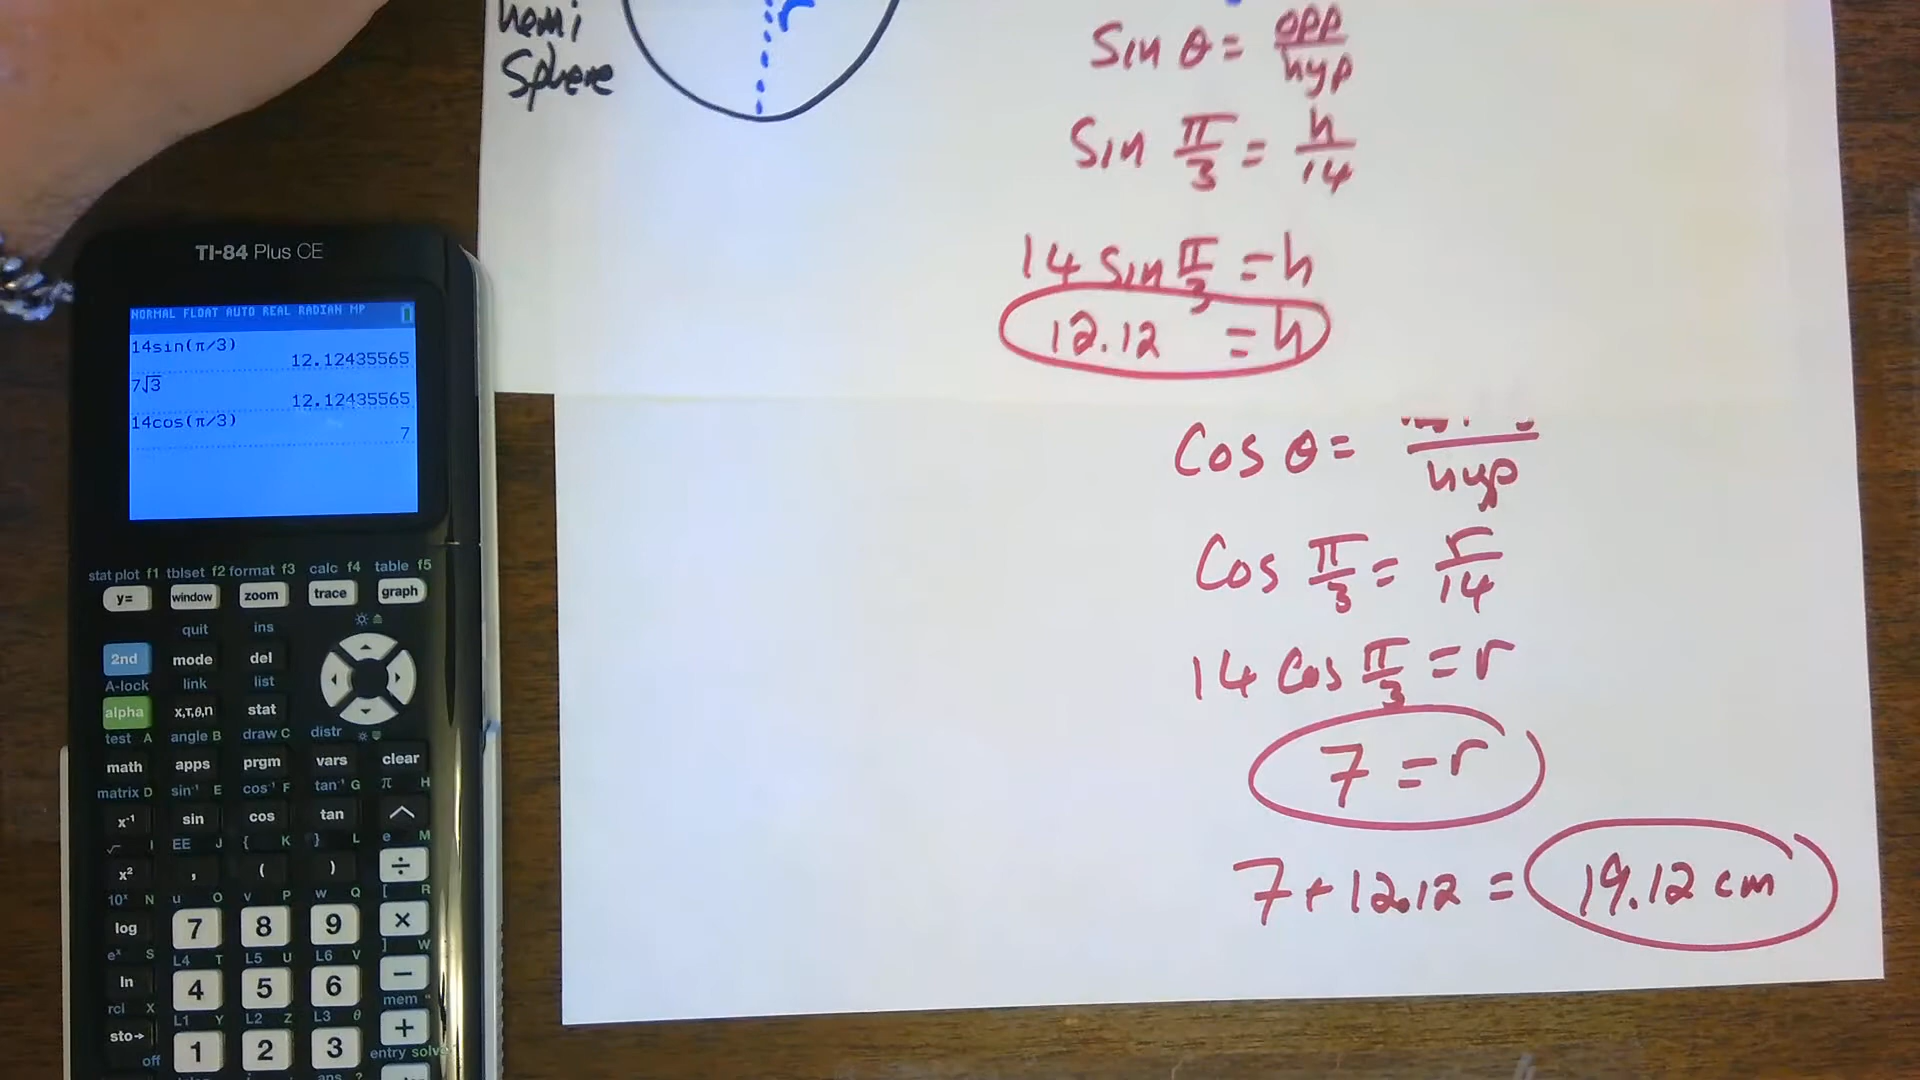 hemi
Sphere
r
Sin θ = opp/hyp
Sin π/3 = h/14
14 Sin π/3 = h
12.12 = h
Cos θ = /hyp
Cos π/3 = r/14
14 Cos π/3 = r
7 = r
7 + 12.12 = 19.12 cm
TI-84 Plus CE
NORMAL FLOAT AUTO REAL RADIAN MP
14sin(π/3)
12.12435565
7√3
12.12435565
14cos(π/3)
7
stat plot f1 tblset f2 format f3 calc f4 table f5
y= window zoom trace graph
quit ins
2nd mode del
A-lock link list
alpha x,T,θ,n stat
test A angle B draw C distr
math apps prgm vars clear
matrix D sin⁻¹ E cos⁻¹ F tan⁻¹ G π H
x⁻¹ sin cos tan ^
√ I EE J { K } L e M
x² , ( ) ÷
10ˣ N u O v P w Q [ R
log 7 8 9 ×
eˣ S L4 T L5 U L6 V ] W
ln 4 5 6 −
rcl X L1 Y L2 Z L3 θ mem "
sto→ 1 2 3 +
off entry solve
ans ?